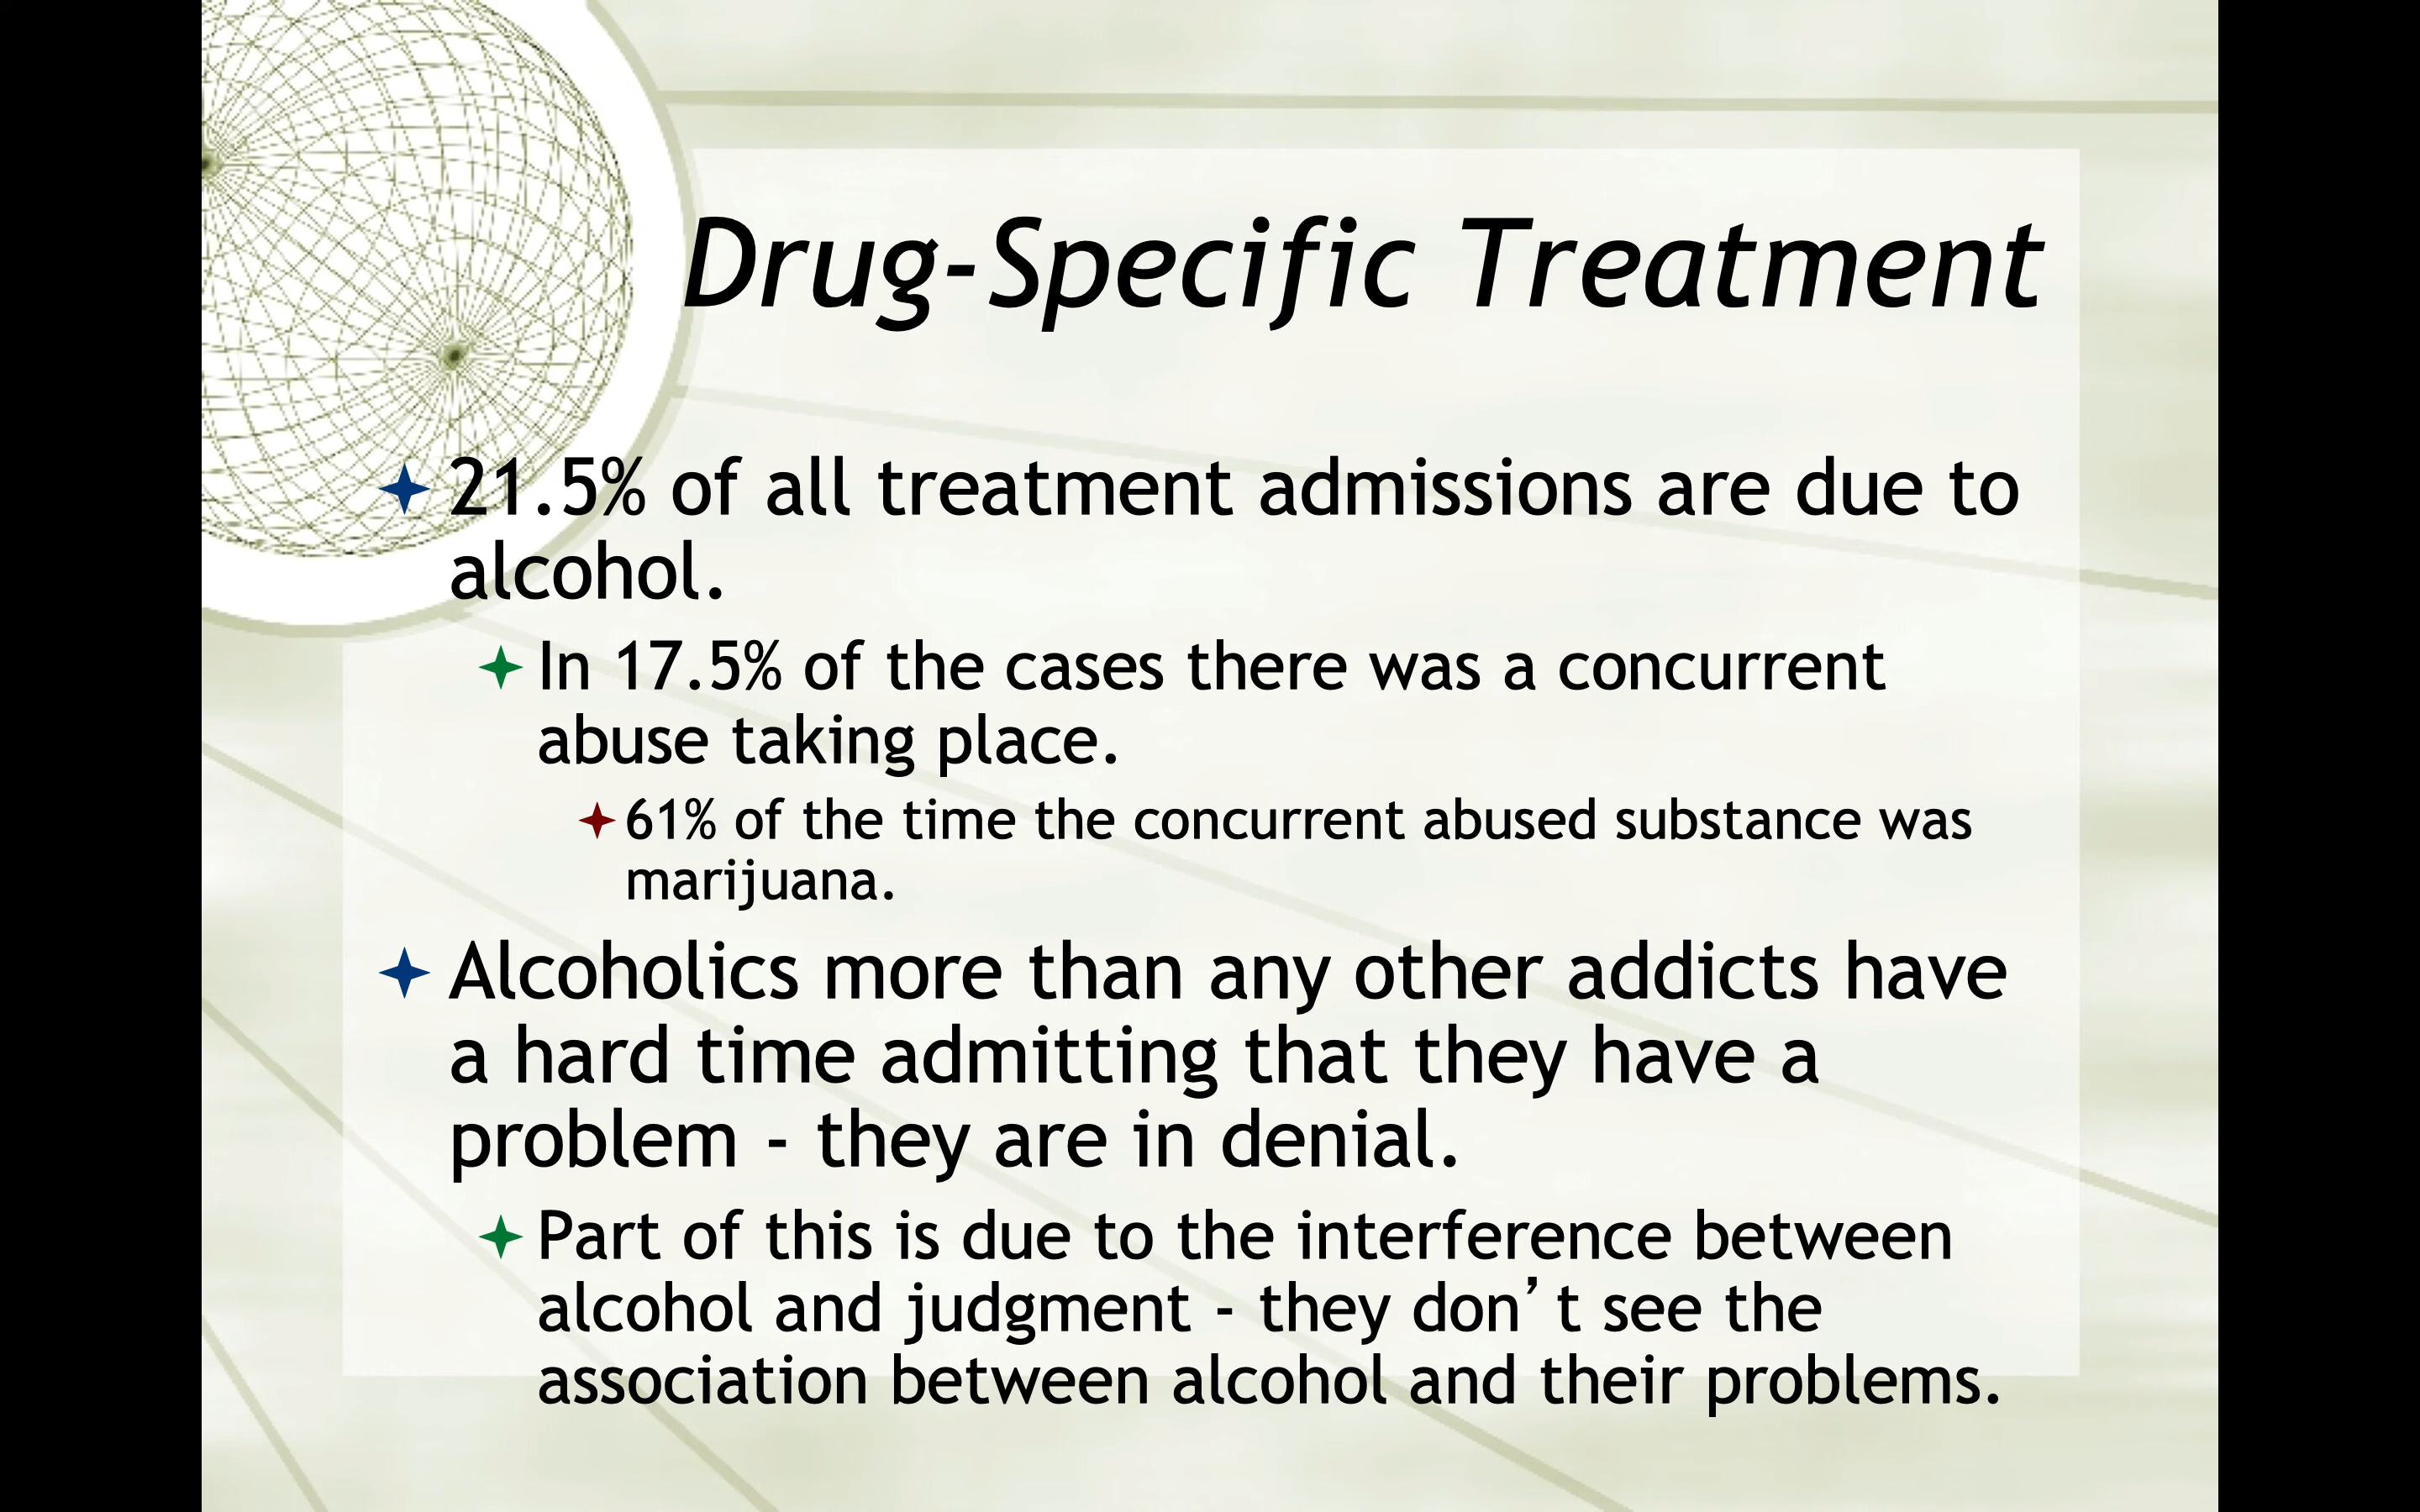 Drug-Specific Treatment
21.5% of all treatment admissions are due to
alcohol.
In 17.5% of the cases there was a concurrent
abuse taking place.
61% of the time the concurrent abused substance was
marijuana.
Alcoholics more than any other addicts have
a hard time admitting that they have a
problem - they are in denial.
Part of this is due to the interference between
alcohol and judgment - they don’t see the
association between alcohol and their problems.